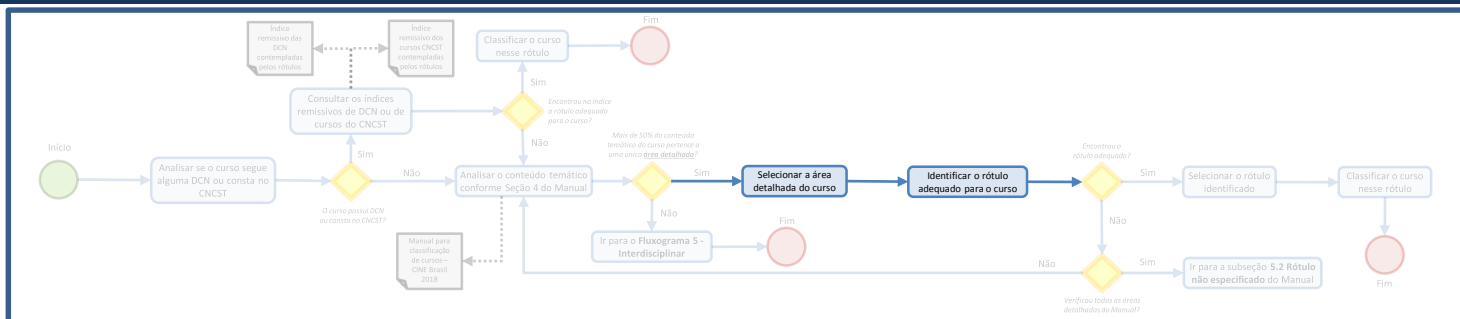 Índice
remissivo das
DCN
contempladas
pelos rótulos
Índice
remissivo dos
cursos CNCST
contemplados
pelos rótulos
Classificar o curso
nesse rótulo
Fim
Sim
Consultar os índices
remissivos de DCN ou de
cursos do CNCST
Encontrou no índice
o rótulo adequado
para o curso?
Não
Início
Analisar se o curso segue
alguma DCN ou consta no
CNCST
Sim
Não
O curso possui DCN
ou consta no CNCST?
Analisar o conteúdo temático
conforme Seção 4 do Manual
Manual para
classificação
de cursos –
CINE Brasil
2018
Mais de 50% do conteúdo
temático do curso pertence a
uma única área detalhada?
Sim
Não
Ir para o Fluxograma 5 -
Interdisciplinar
Fim
Selecionar a área
detalhada do curso
Identificar o rótulo
adequado para o curso
Encontrou o
rótulo adequado?
Sim
Não
Selecionar o rótulo
identificado
Classificar o curso
nesse rótulo
Fim
Não
Sim
Verificou todas as áreas
detalhadas do Manual?
Ir para a subseção 5.2 Rótulo
não especificado do Manual